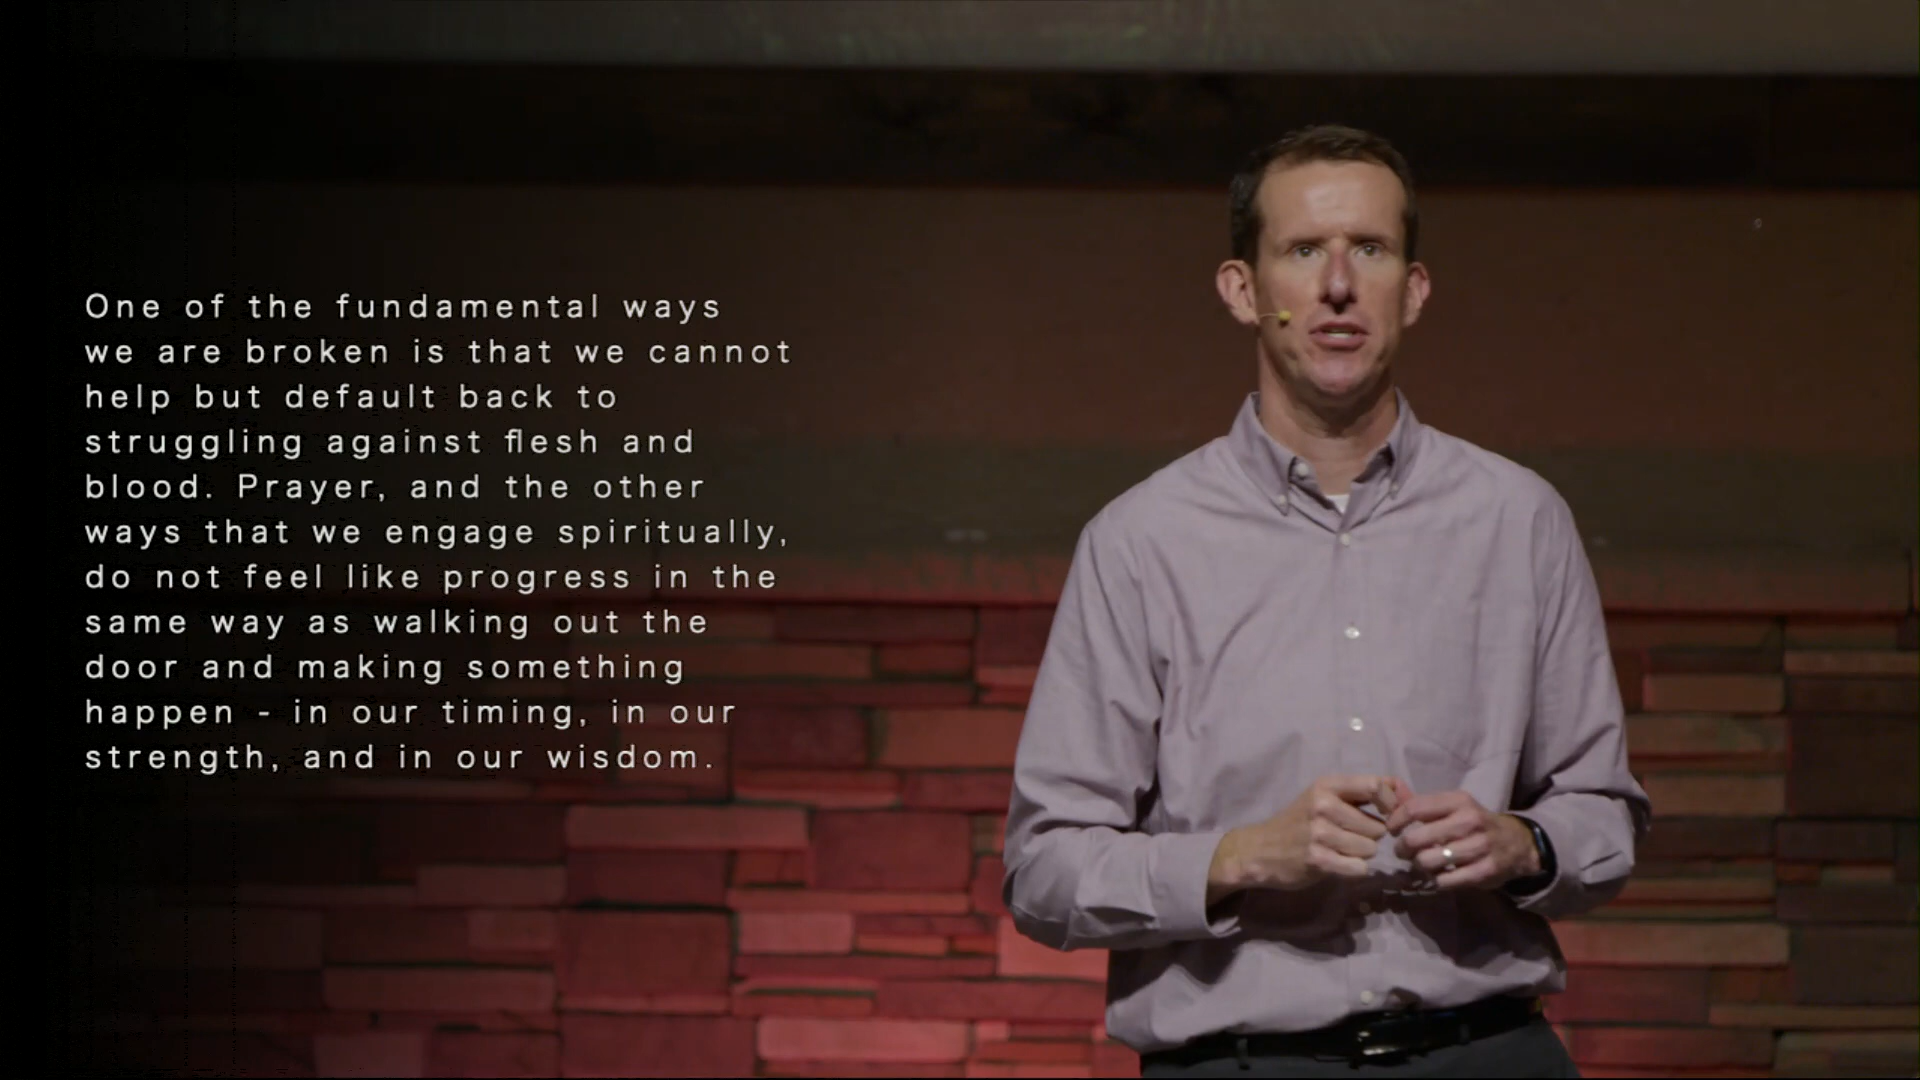 One of the fundamental ways
we are broken is that we cannot
help but default back to
struggling against flesh and
blood. Prayer, and the other
ways that we engage spiritually,
do not feel like progress in the
same way as walking out the
door and making something
happen - in our timing, in our
strength, and in our wisdom.